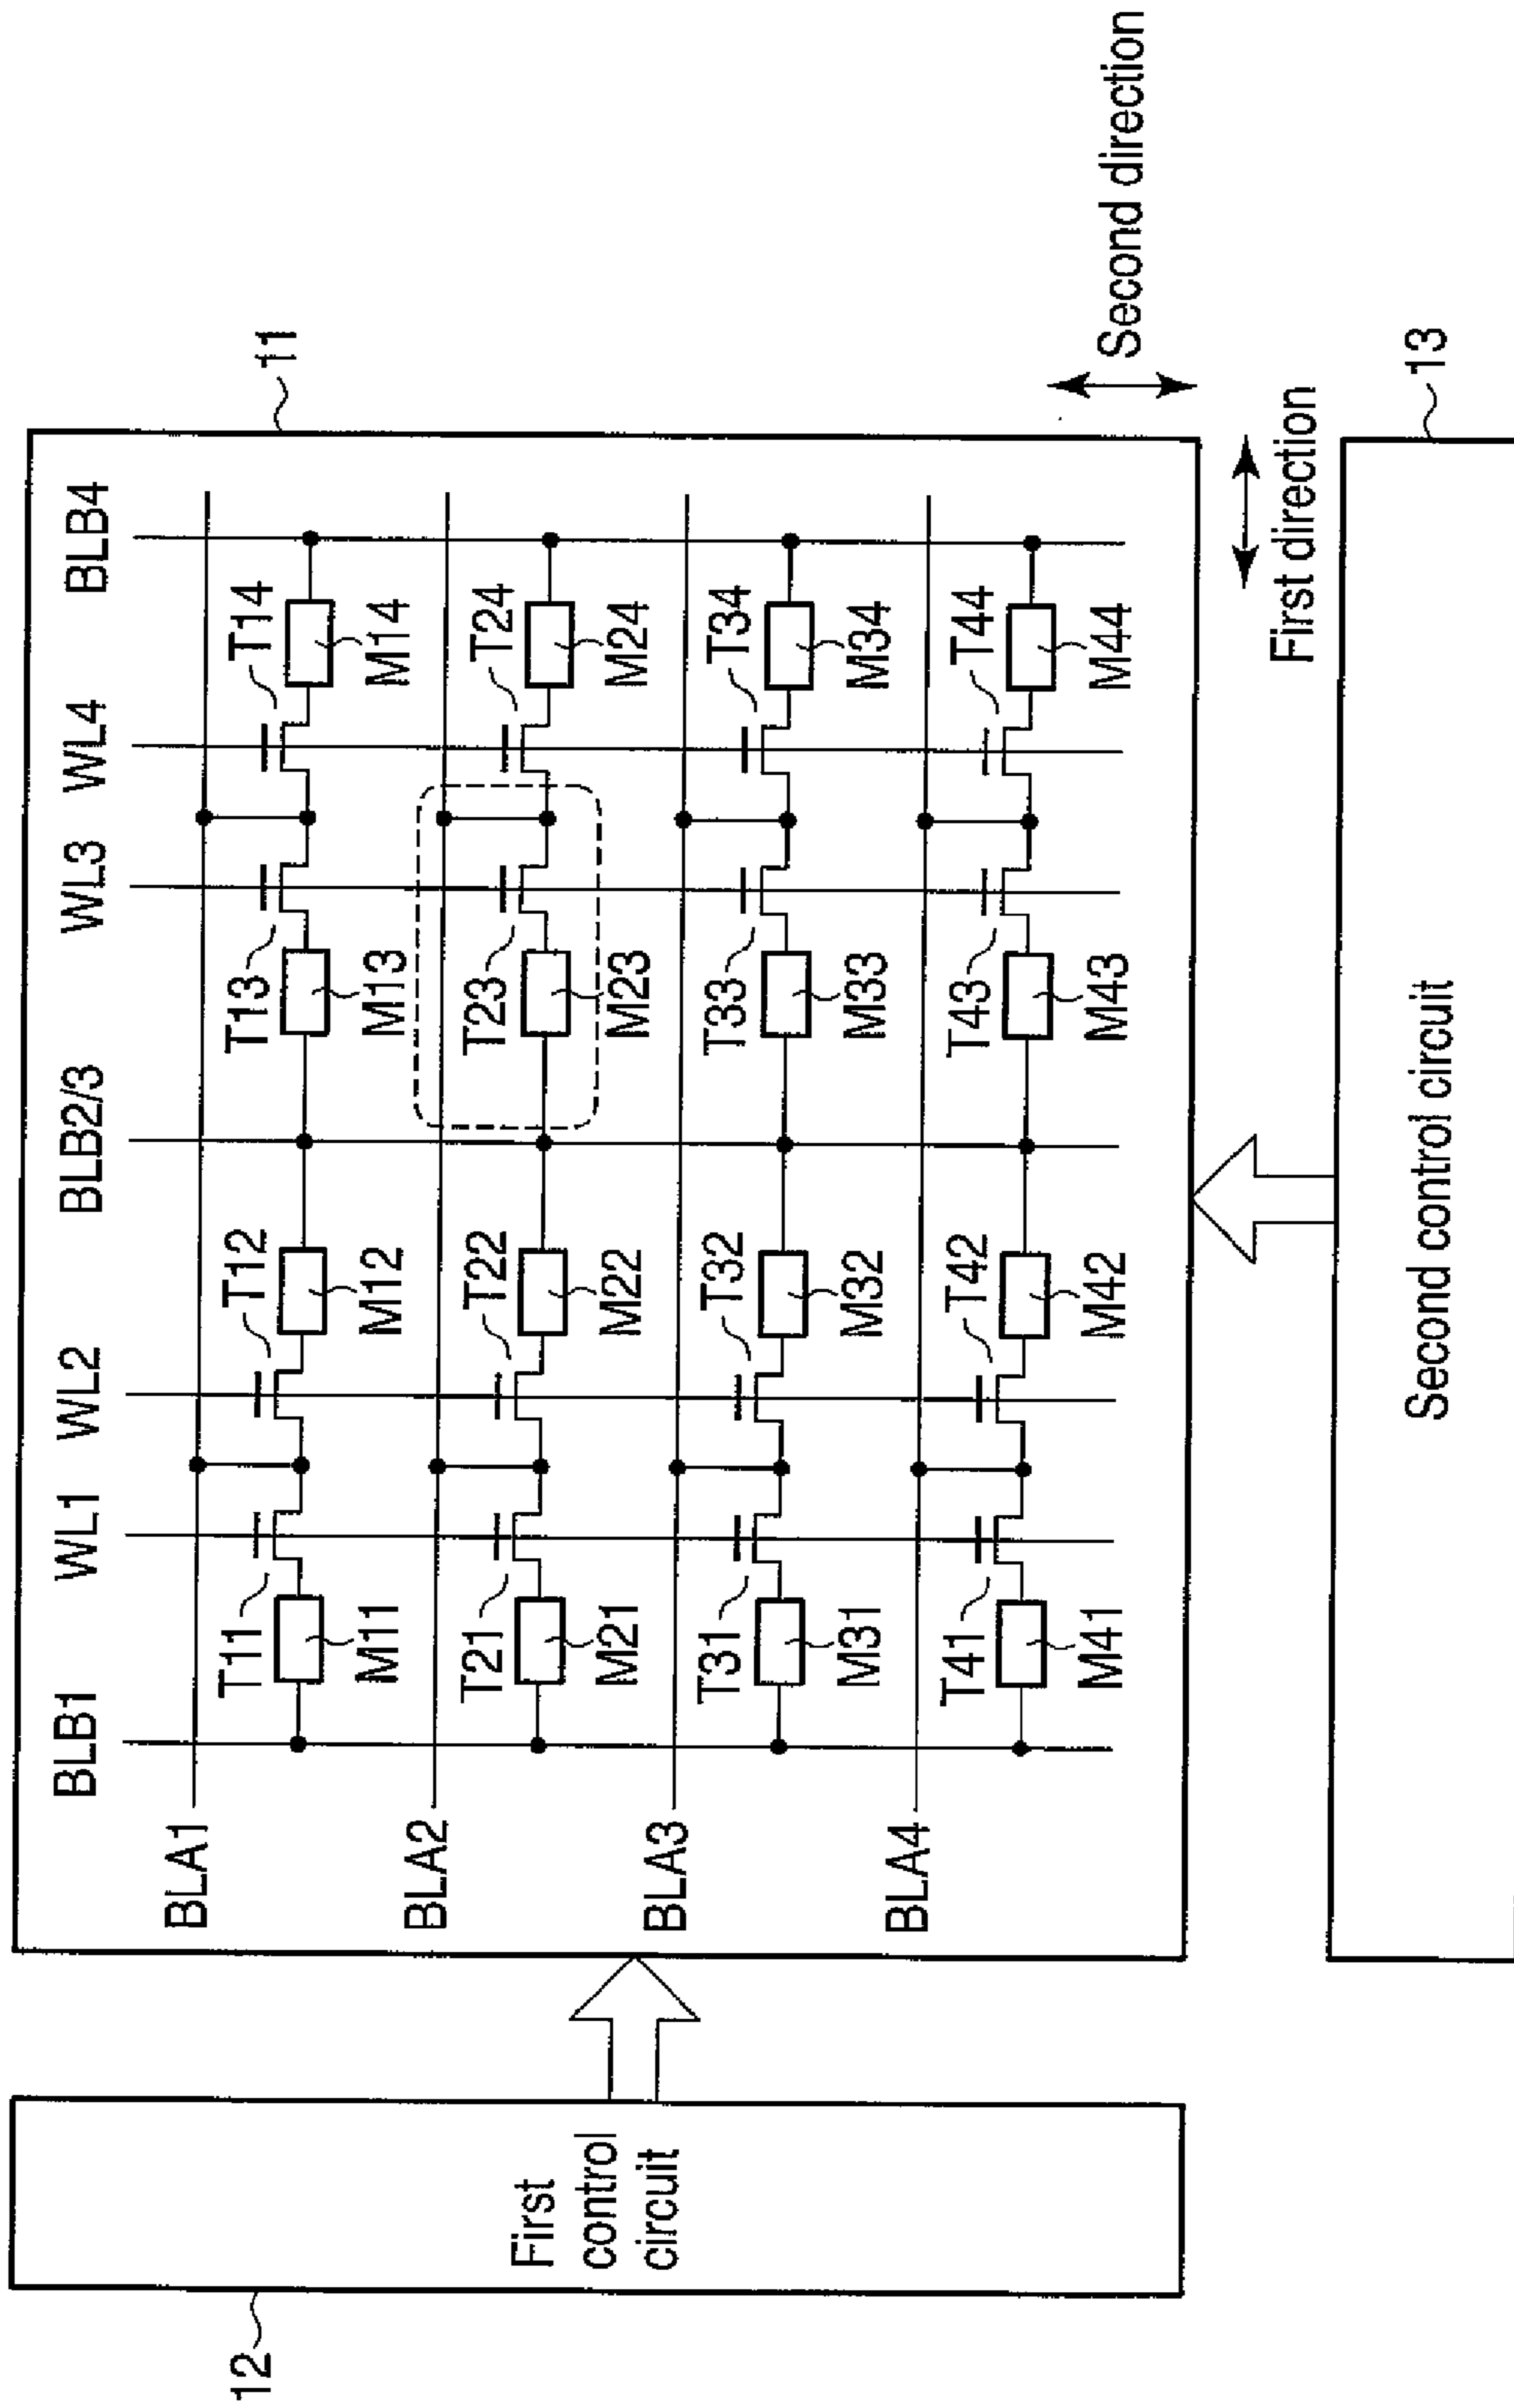 11
BLB1 WL1 WL2 BLB2/3 WL3 WL4 BLB4
BLA1
T11 T12 T13 T14
M11 M12 M13 M14
BLA2
T21 T22 T23 T24
M21 M22 M23 M24
BLA3
T31 T32 T33 T34
M31 M32 M33 M34
BLA4
T41 T42 T43 T44
M41 M42 M43 M44
12
First
control
circuit
Second direction
First direction
13
Second control circuit